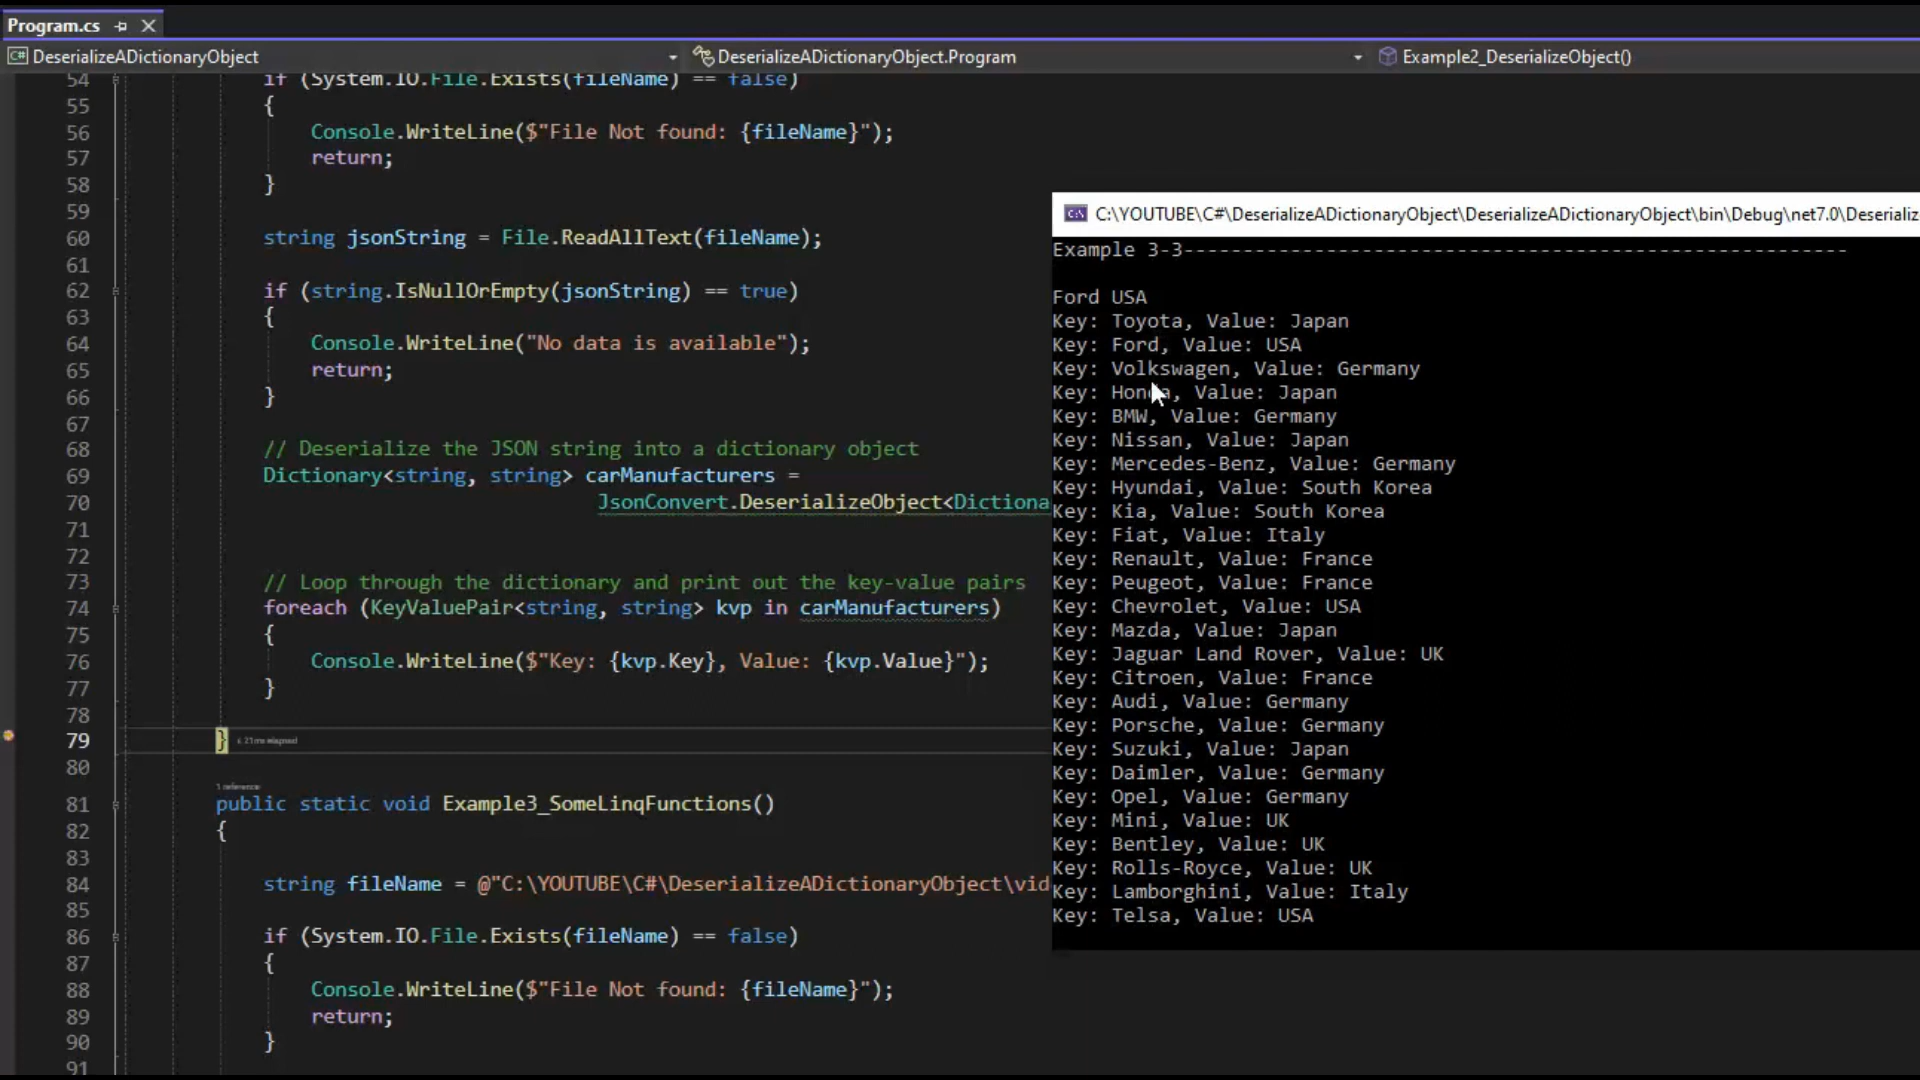 Program.cs
C# DeserializeADictionaryObject
DeserializeADictionaryObject.Program
Example2_DeserializeObject()
54 if (System.IO.File.Exists(fileName) == false)
55 {
56 Console.WriteLine($"File Not found: {fileName}");
57 return;
58 }
59
60 string jsonString = File.ReadAllText(fileName);
61
62 if (string.IsNullOrEmpty(jsonString) == true)
63 {
64 Console.WriteLine("No data is available");
65 return;
66 }
67
68 // Deserialize the JSON string into a dictionary object
69 Dictionary<string, string> carManufacturers =
70 JsonConvert.DeserializeObject<Dictiona
71
72
73 // Loop through the dictionary and print out the key-value pairs
74 foreach (KeyValuePair<string, string> kvp in carManufacturers)
75 {
76 Console.WriteLine($"Key: {kvp.Key}, Value: {kvp.Value}");
77 }
78
79 } ≤ 21ms elapsed
80
1 reference
81 public static void Example3_SomeLinqFunctions()
82 {
83
84 string fileName = @"C:\YOUTUBE\C#\DeserializeADictionaryObject\vid
85
86 if (System.IO.File.Exists(fileName) == false)
87 {
88 Console.WriteLine($"File Not found: {fileName}");
89 return;
90 }
91
C:\YOUTUBE\C#\DeserializeADictionaryObject\DeserializeADictionaryObject\bin\Debug\net7.0\Deserializ
Example 3-3--------------------------------------------------------
Ford USA
Key: Toyota, Value: Japan
Key: Ford, Value: USA
Key: Volkswagen, Value: Germany
Key: Honda, Value: Japan
Key: BMW, Value: Germany
Key: Nissan, Value: Japan
Key: Mercedes-Benz, Value: Germany
Key: Hyundai, Value: South Korea
Key: Kia, Value: South Korea
Key: Fiat, Value: Italy
Key: Renault, Value: France
Key: Peugeot, Value: France
Key: Chevrolet, Value: USA
Key: Mazda, Value: Japan
Key: Jaguar Land Rover, Value: UK
Key: Citroen, Value: France
Key: Audi, Value: Germany
Key: Porsche, Value: Germany
Key: Suzuki, Value: Japan
Key: Daimler, Value: Germany
Key: Opel, Value: Germany
Key: Mini, Value: UK
Key: Bentley, Value: UK
Key: Rolls-Royce, Value: UK
Key: Lamborghini, Value: Italy
Key: Telsa, Value: USA